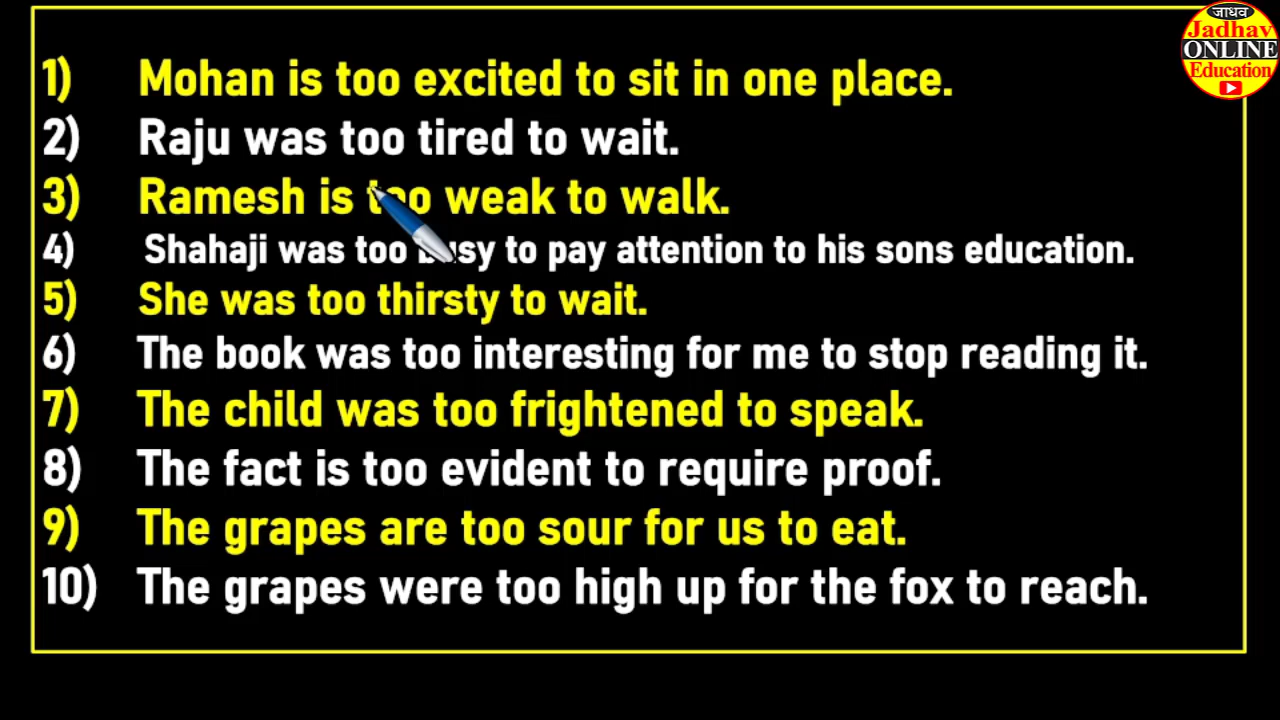 जाधव
Jadhav
ONLINE
Education
1) Mohan is too excited to sit in one place.
2) Raju was too tired to wait.
3) Ramesh is too weak to walk.
4) Shahaji was too busy to pay attention to his sons education.
5) She was too thirsty to wait.
6) The book was too interesting for me to stop reading it.
7) The child was too frightened to speak.
8) The fact is too evident to require proof.
9) The grapes are too sour for us to eat.
10) The grapes were too high up for the fox to reach.